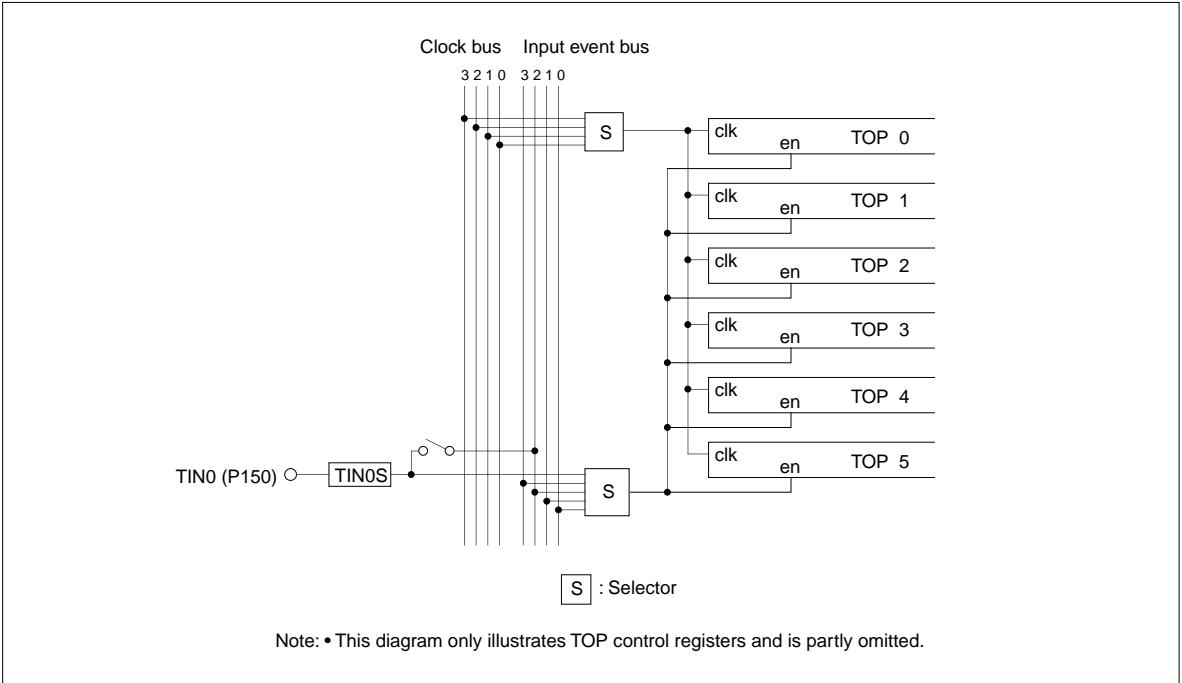 Clock bus Input event bus
3 2 1 0 3 2 1 0
S
clk en TOP 0
clk en TOP 1
clk en TOP 2
clk en TOP 3
clk en TOP 4
clk en TOP 5
TIN0 (P150) TIN0S
S
S : Selector
Note: • This diagram only illustrates TOP control registers and is partly omitted.